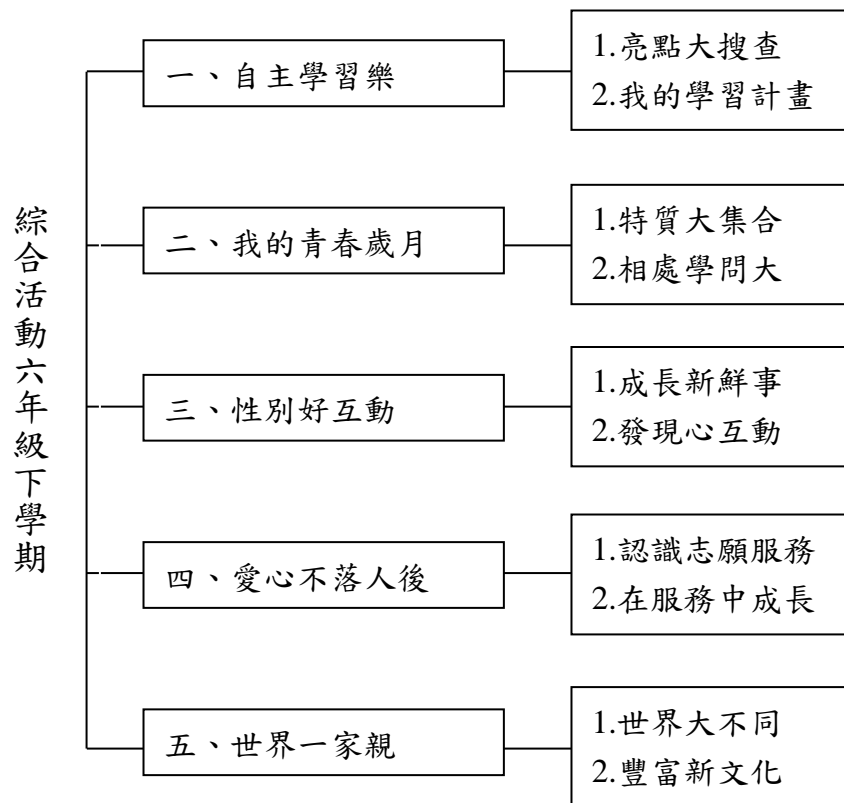 綜合活動六年級下學期
一、自主學習樂
1.亮點大搜查
2.我的學習計畫
二、我的青春歲月
1.特質大集合
2.相處學問大
三、性別好互動
1.成長新鮮事
2.發現心互動
四、愛心不落人後
1.認識志願服務
2.在服務中成長
五、世界一家親
1.世界大不同
2.豐富新文化